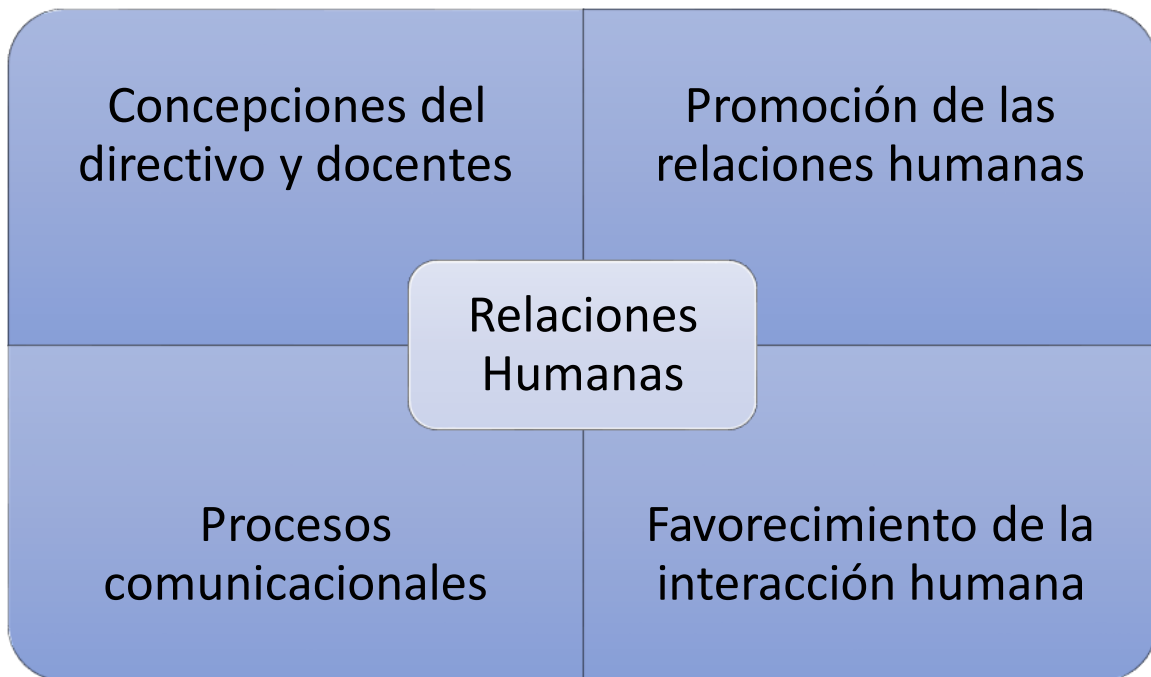 Concepciones del
directivo y docentes
Promoción de las
relaciones humanas
Relaciones
Humanas
Procesos
comunicacionales
Favorecimiento de la
interacción humana